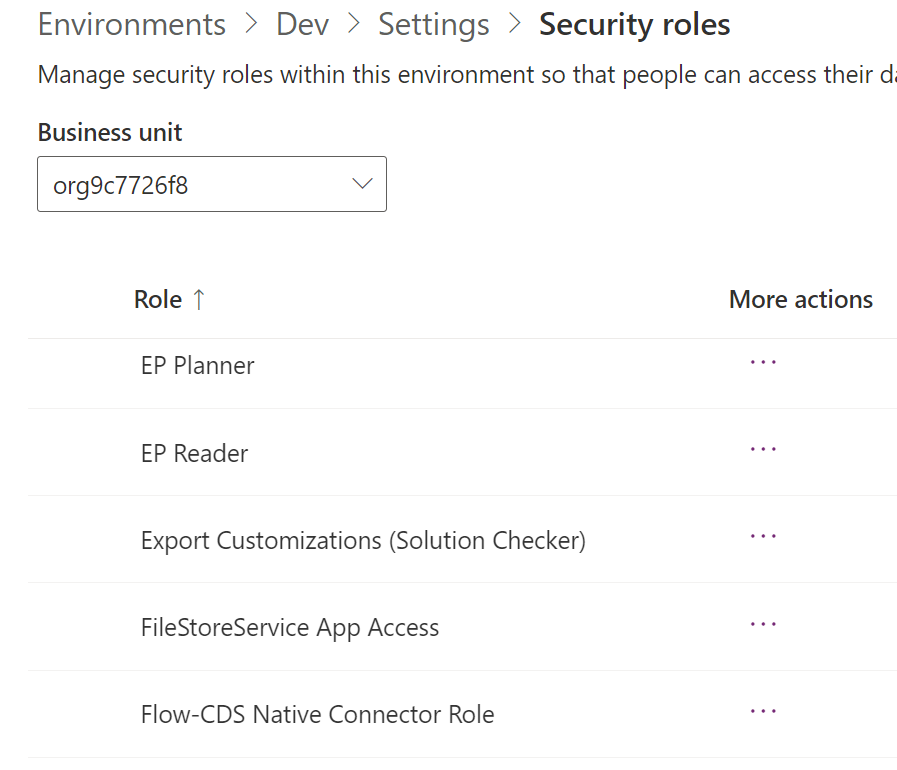 Environments > Dev > Settings > Security roles
Manage security roles within this environment so that people can access their
Business unit
org9c7726f8
Role ↑ More actions
EP Planner ...
EP Reader ...
Export Customizations (Solution Checker) ...
FileStoreService App Access ...
Flow-CDS Native Connector Role ...